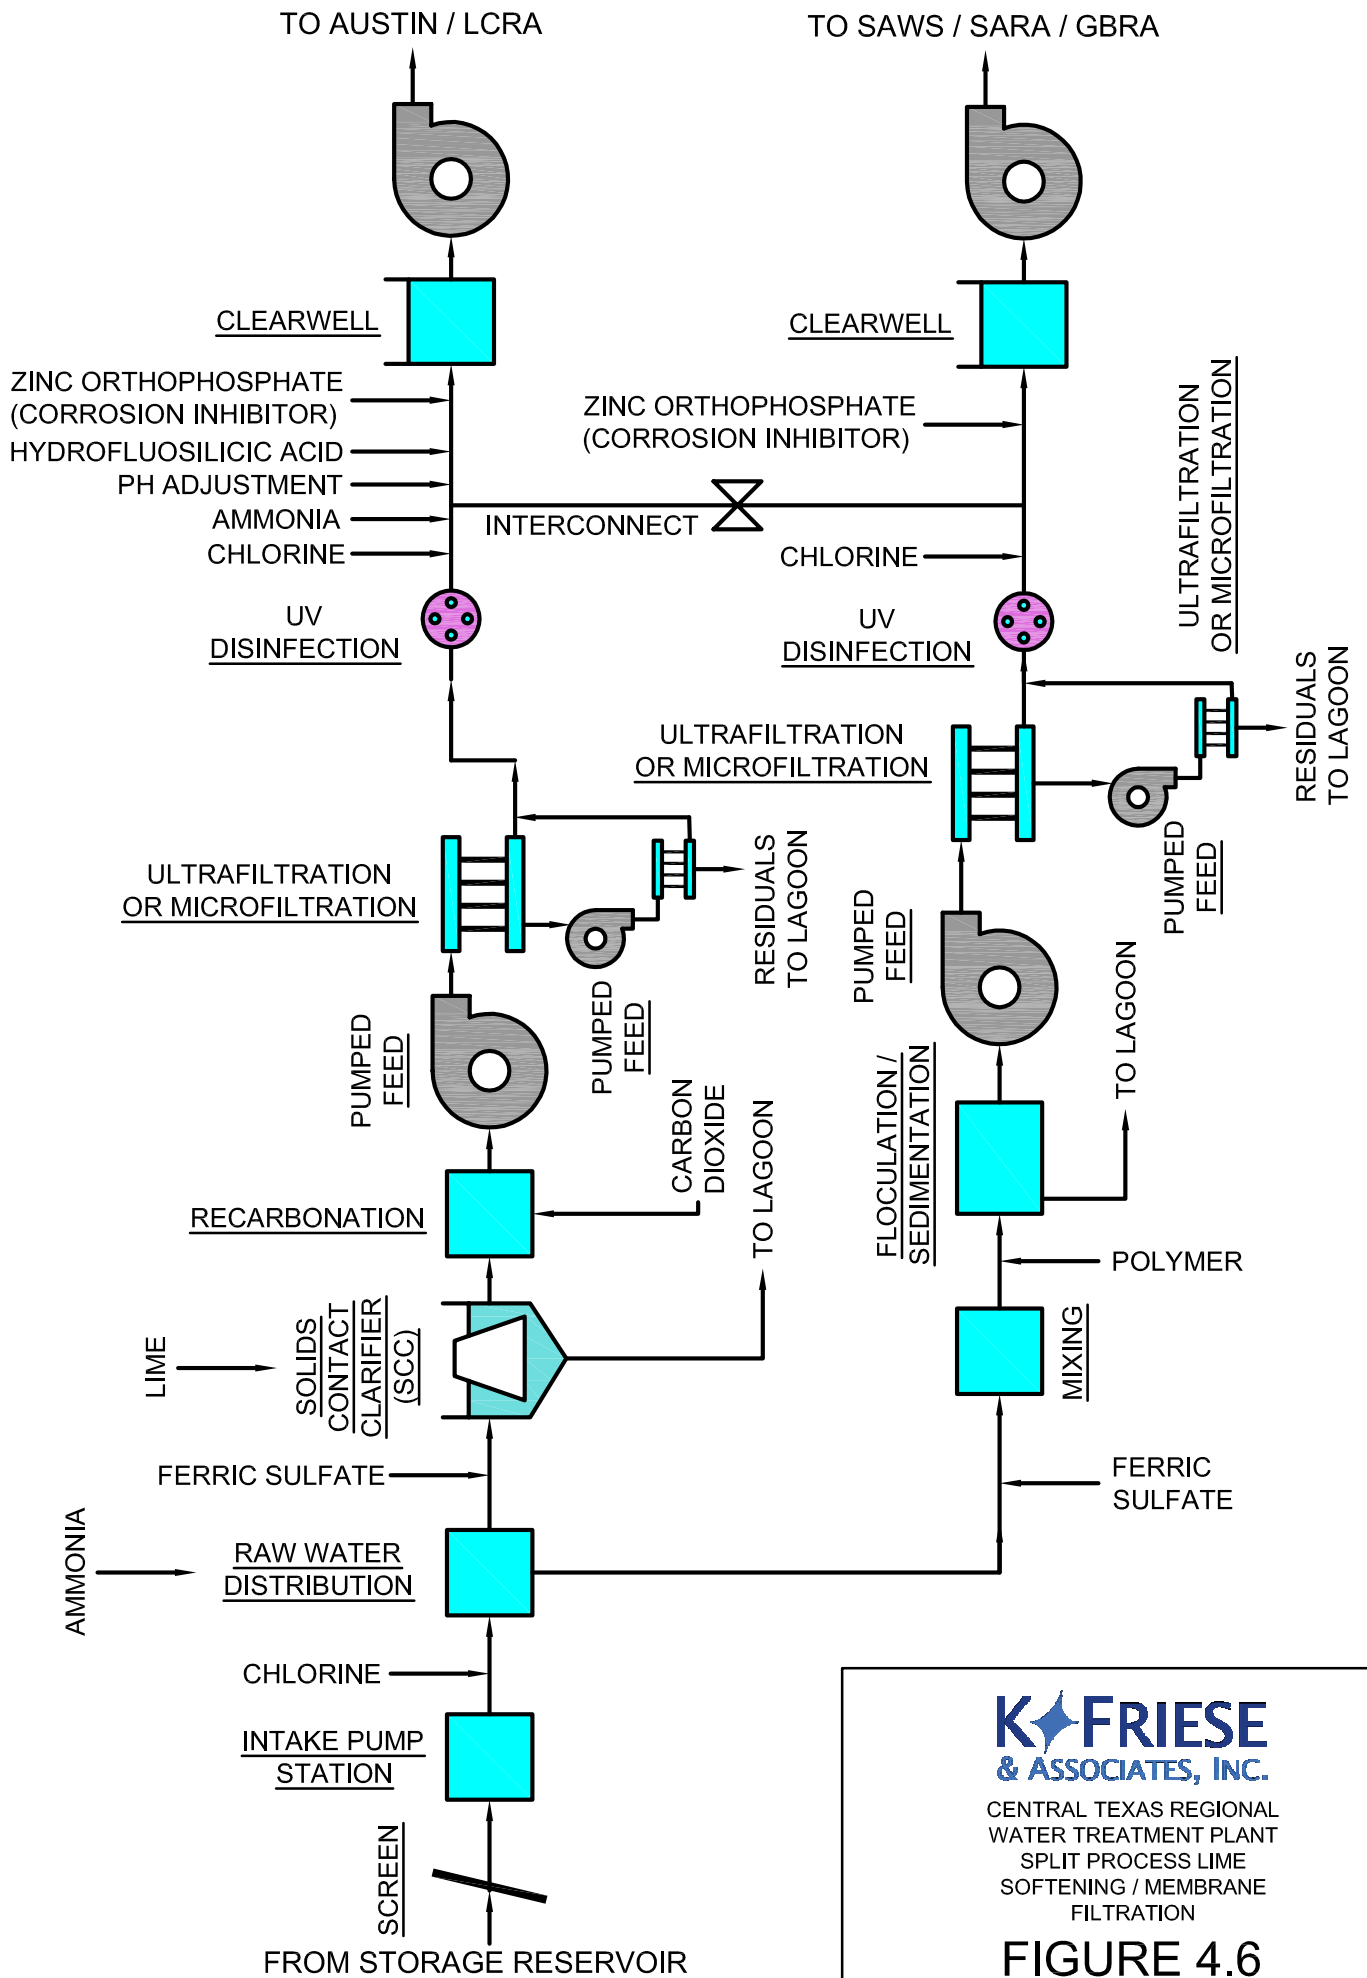 TO AUSTIN / LCRA
TO SAWS / SARA / GBRA
CLEARWELL
CLEARWELL
ZINC ORTHOPHOSPHATE
(CORROSION INHIBITOR)
HYDROFLUOSILICIC ACID
PH ADJUSTMENT
AMMONIA
CHLORINE
ZINC ORTHOPHOSPHATE
(CORROSION INHIBITOR)
INTERCONNECT
CHLORINE
ULTRAFILTRATION
OR MICROFILTRATION
UV
DISINFECTION
UV
DISINFECTION
RESIDUALS
TO LAGOON
ULTRAFILTRATION
OR MICROFILTRATION
PUMPED
FEED
ULTRAFILTRATION
OR MICROFILTRATION
RESIDUALS
TO LAGOON
PUMPED
FEED
PUMPED
FEED
PUMPED
FEED
TO LAGOON
FLOCULATION /
SEDIMENTATION
CARBON
DIOXIDE
RECARBONATION
TO LAGOON
POLYMER
LIME
SOLIDS
CONTACT
CLARIFIER
(SCC)
MIXING
FERRIC SULFATE
FERRIC
SULFATE
AMMONIA
RAW WATER
DISTRIBUTION
CHLORINE
INTAKE PUMP
STATION
SCREEN
FROM STORAGE RESERVOIR
K FRIESE
& ASSOCIATES, INC.
CENTRAL TEXAS REGIONAL
WATER TREATMENT PLANT
SPLIT PROCESS LIME
SOFTENING / MEMBRANE
FILTRATION
FIGURE 4.6